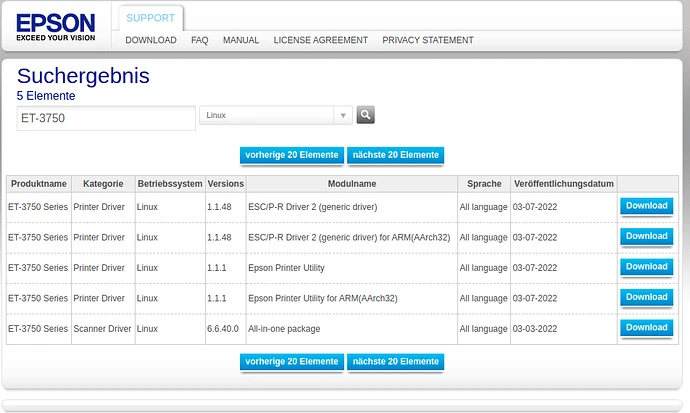 EPSON
EXCEED YOUR VISION
SUPPORT
DOWNLOAD FAQ MANUAL LICENSE AGREEMENT PRIVACY STATEMENT
Suchergebnis
5 Elemente
ET-3750 Linux
vorherige 20 Elemente nächste 20 Elemente
Produktname Kategorie Betriebssystem Versions Modulname Sprache Veröffentlichungsdatum
ET-3750 Series Printer Driver Linux 1.1.48 ESC/P-R Driver 2 (generic driver) All language 03-07-2022 Download
ET-3750 Series Printer Driver Linux 1.1.48 ESC/P-R Driver 2 (generic driver) for ARM(AArch32) All language 03-07-2022 Download
ET-3750 Series Printer Driver Linux 1.1.1 Epson Printer Utility All language 03-07-2022 Download
ET-3750 Series Printer Driver Linux 1.1.1 Epson Printer Utility for ARM(AArch32) All language 03-07-2022 Download
ET-3750 Series Scanner Driver Linux 6.6.40.0 All-in-one package All language 03-03-2022 Download
vorherige 20 Elemente nächste 20 Elemente